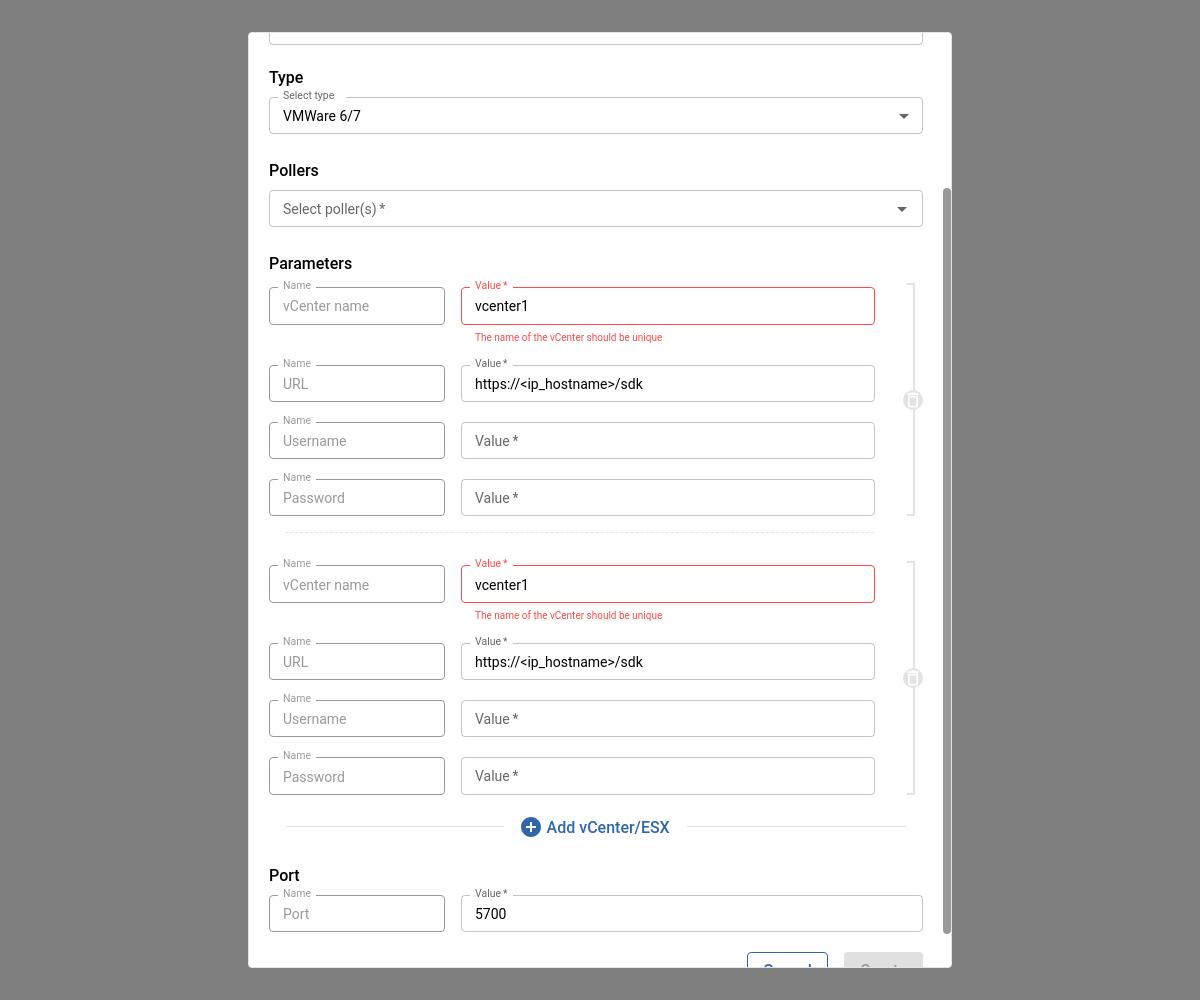 Type
Select type
VMWare 6/7
Pollers
Select poller(s) *
Parameters
Name Value *
vCenter name vcenter1
The name of the vCenter should be unique
Name Value *
URL https://<ip_hostname>/sdk
Name
Username Value *
Name
Password Value *
Name Value *
vCenter name vcenter1
The name of the vCenter should be unique
Name Value *
URL https://<ip_hostname>/sdk
Name
Username Value *
Name
Password Value *
Add vCenter/ESX
Port
Name Value *
Port 5700